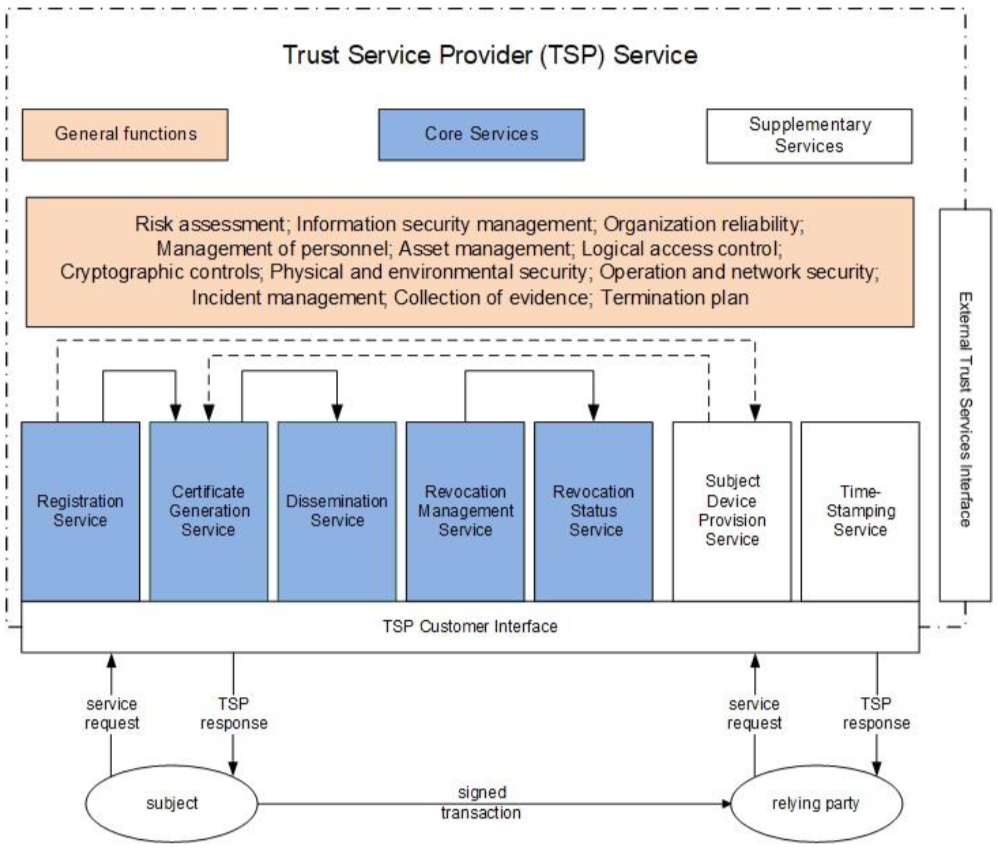 Trust Service Provider (TSP) Service
General functions
Core Services
Supplementary
Services
Risk assessment; Information security management; Organization reliability;
Management of personnel; Asset management; Logical access control;
Cryptographic controls; Physical and environmental security; Operation and network security;
Incident management; Collection of evidence; Termination plan
External Trust Services Interface
Registration
Service
Certificate
Generation
Service
Dissemination
Service
Revocation
Management
Service
Revocation
Status
Service
Subject
Device
Provision
Service
Time-
Stamping
Service
TSP Customer Interface
service
request
TSP
response
service
request
TSP
response
subject
signed
transaction
relying party